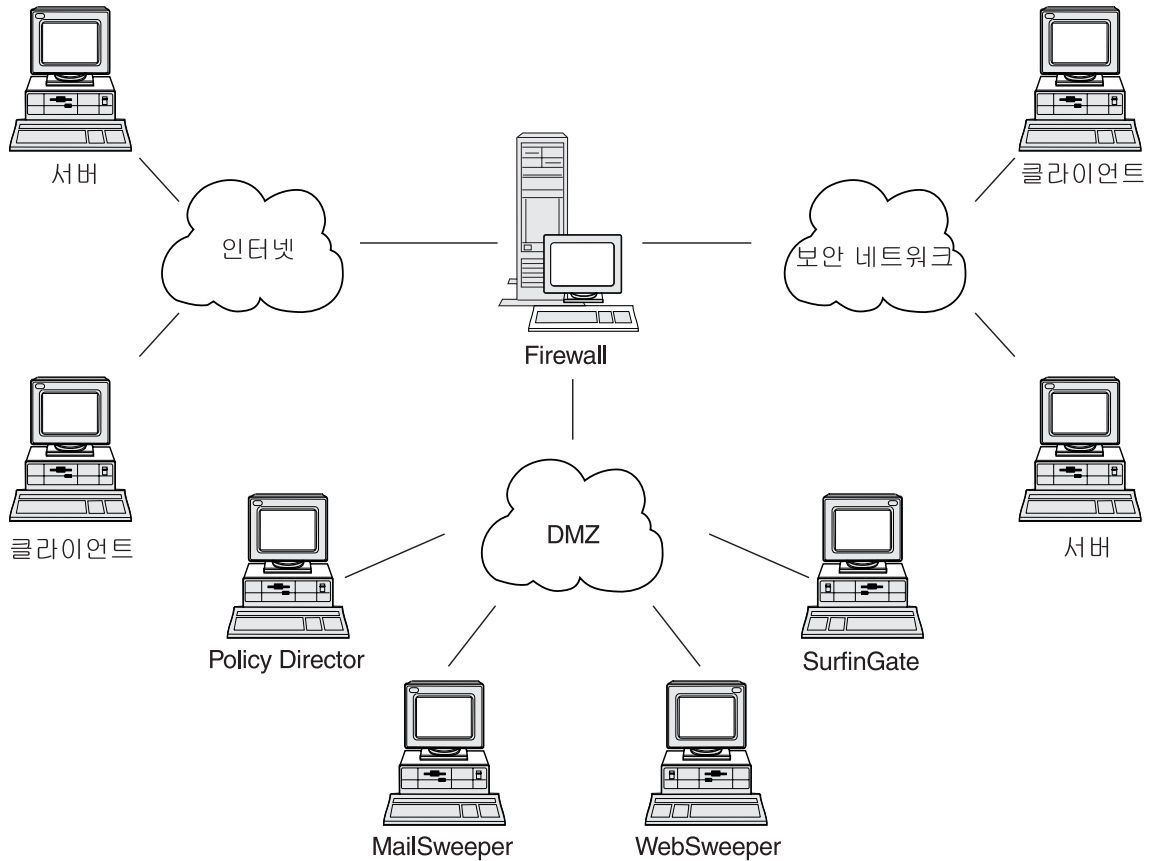 서버
클라이언트
인터넷
보안 네트워크
Firewall
클라이언트
서버
DMZ
Policy Director
SurfinGate
MailSweeper
WebSweeper